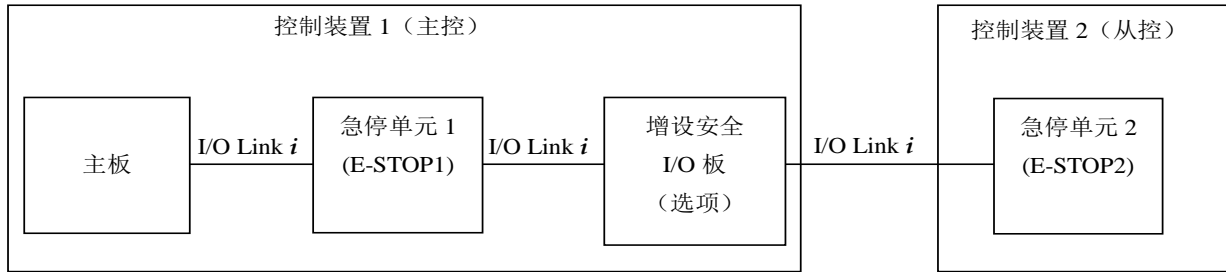 控制装置 1（主控）
控制装置 2（从控）
主板
I/O Link i
急停单元 1
(E-STOP1)
I/O Link i
增设安全
I/O 板
（选项）
I/O Link i
急停单元 2
(E-STOP2)